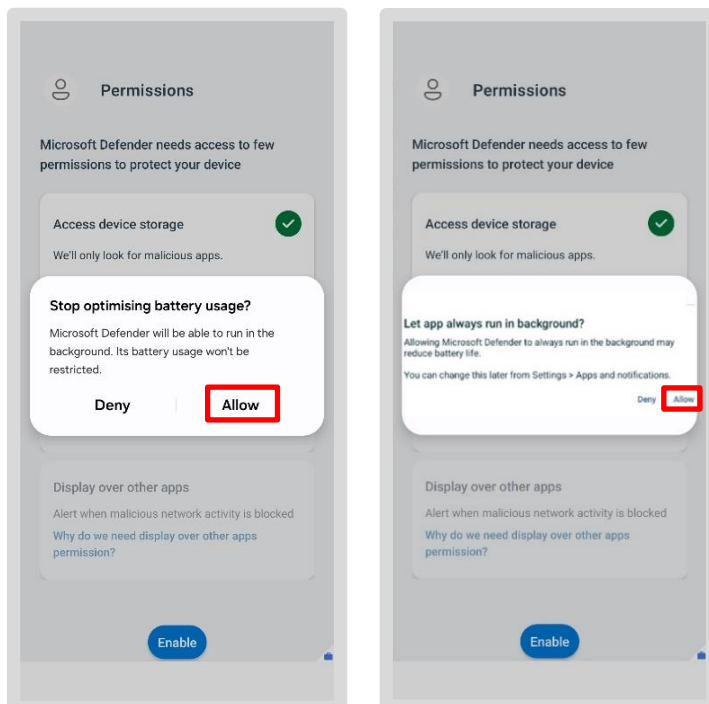 Permissions
Microsoft Defender needs access to few
permissions to protect your device
Access device storage
We'll only look for malicious apps.
Stop optimising battery usage?
Microsoft Defender will be able to run in the
background. Its battery usage won't be
restricted.
Deny
Allow
Display over other apps
Alert when malicious network activity is blocked
Why do we need display over other apps
permission?
Enable
Permissions
Microsoft Defender needs access to few
permissions to protect your device
Access device storage
We'll only look for malicious apps.
Let app always run in background?
Allowing Microsoft Defender to always run in the background may
reduce battery life.
You can change this later from Settings > Apps and notifications.
Deny
Allow
Display over other apps
Alert when malicious network activity is blocked
Why do we need display over other apps
permission?
Enable